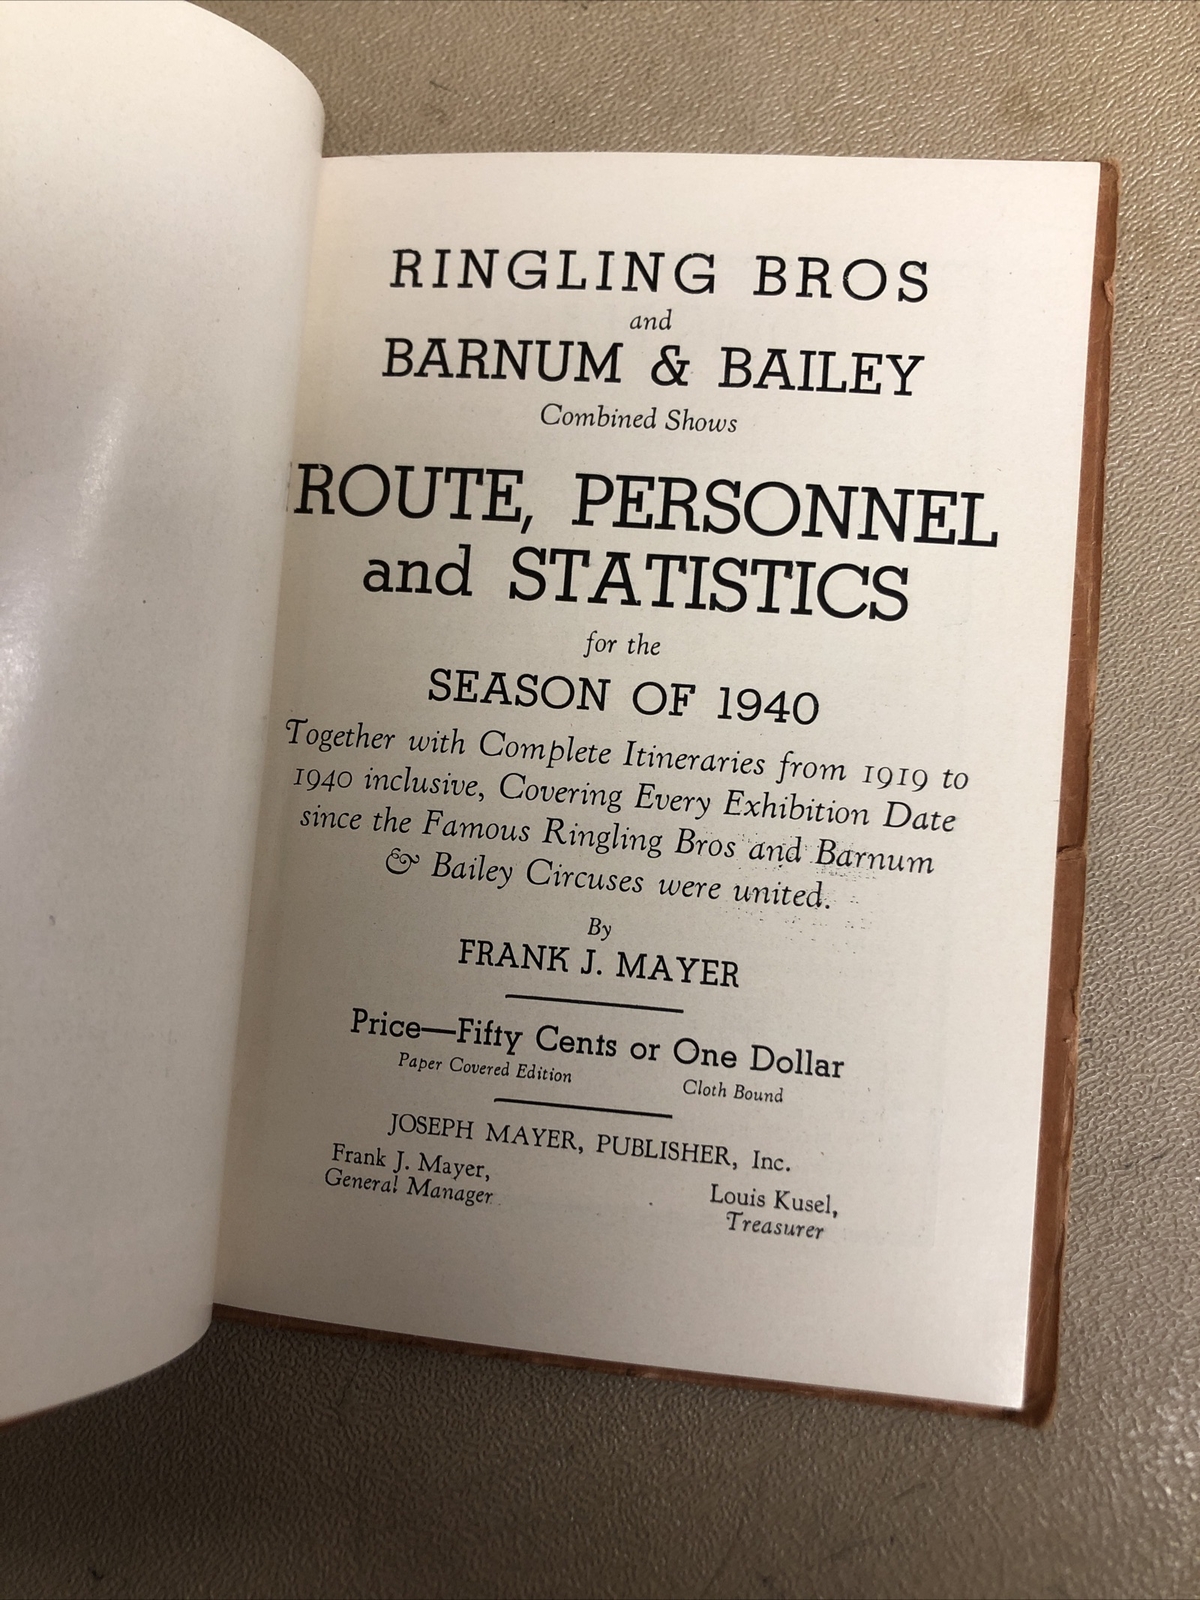 RINGLING BROS
and
BARNUM & BAILEY
Combined Shows
ROUTE, PERSONNEL
and STATISTICS
for the
SEASON OF 1940
Together with Complete Itineraries from 1919 to
1940 inclusive, Covering Every Exhibition Date
since the Famous Ringling Bros and Barnum
& Bailey Circuses were united.
By
FRANK J. MAYER
Price—Fifty Cents or One Dollar
Paper Covered Edition Cloth Bound
JOSEPH MAYER, PUBLISHER, Inc.
Frank J. Mayer,
General Manager
Louis Kusel,
Treasurer